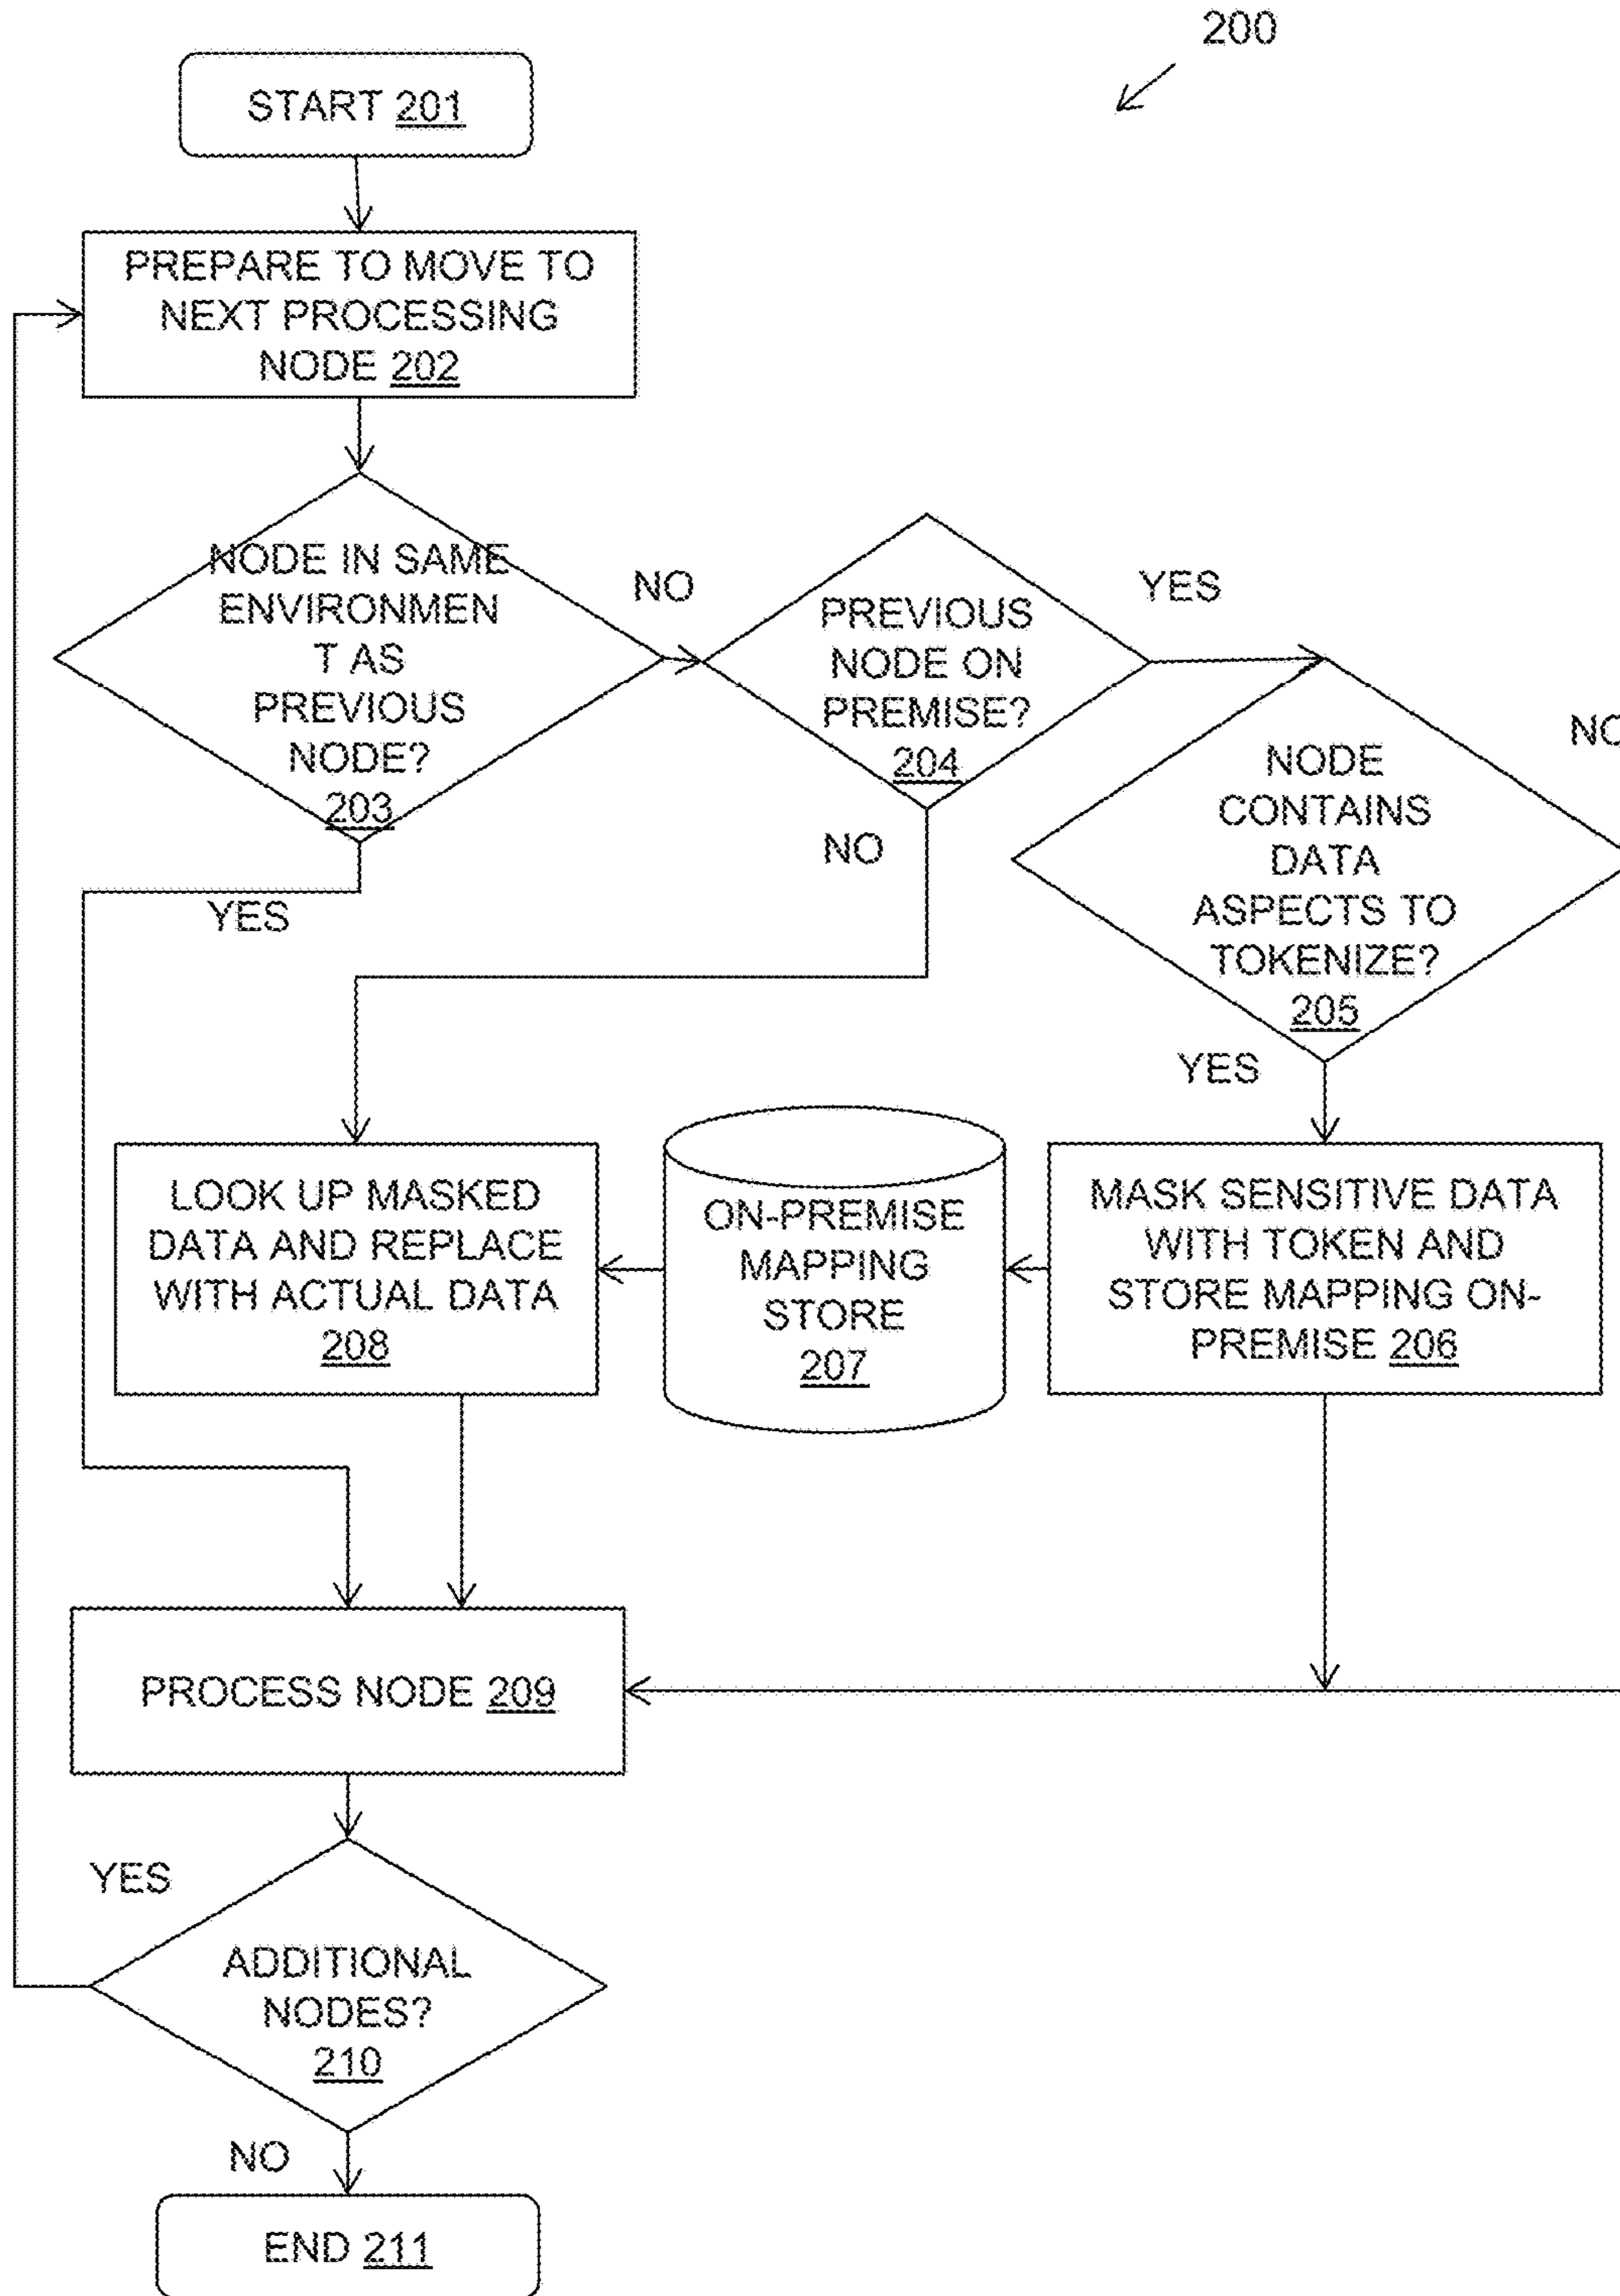 200
START 201
PREPARE TO MOVE TO
NEXT PROCESSING
NODE 202
NODE IN SAME
ENVIRONMEN
T AS
PREVIOUS
NODE?
203
NO
PREVIOUS
NODE ON
PREMISE?
204
YES
NO
NODE
CONTAINS
DATA
ASPECTS TO
TOKENIZE?
205
NO
YES
YES
LOOK UP MASKED
DATA AND REPLACE
WITH ACTUAL DATA
208
ON-PREMISE
MAPPING
STORE
207
MASK SENSITIVE DATA
WITH TOKEN AND
STORE MAPPING ON-
PREMISE 206
PROCESS NODE 209
YES
ADDITIONAL
NODES?
210
NO
END 211